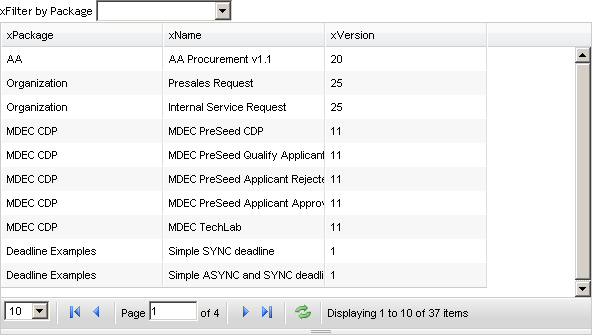 xFilter by Package
xPackage xName xVersion
AA AA Procurement v1.1 20
Organization Presales Request 25
Organization Internal Service Request 25
MDEC CDP MDEC PreSeed CDP 11
MDEC CDP MDEC PreSeed Qualify Applicant 11
MDEC CDP MDEC PreSeed Applicant Rejecte 11
MDEC CDP MDEC PreSeed Applicant Approv 11
MDEC CDP MDEC TechLab 11
Deadline Examples Simple SYNC deadline 1
Deadline Examples Simple ASYNC and SYNC deadli 1
10 Page 1 of 4 Displaying 1 to 10 of 37 items